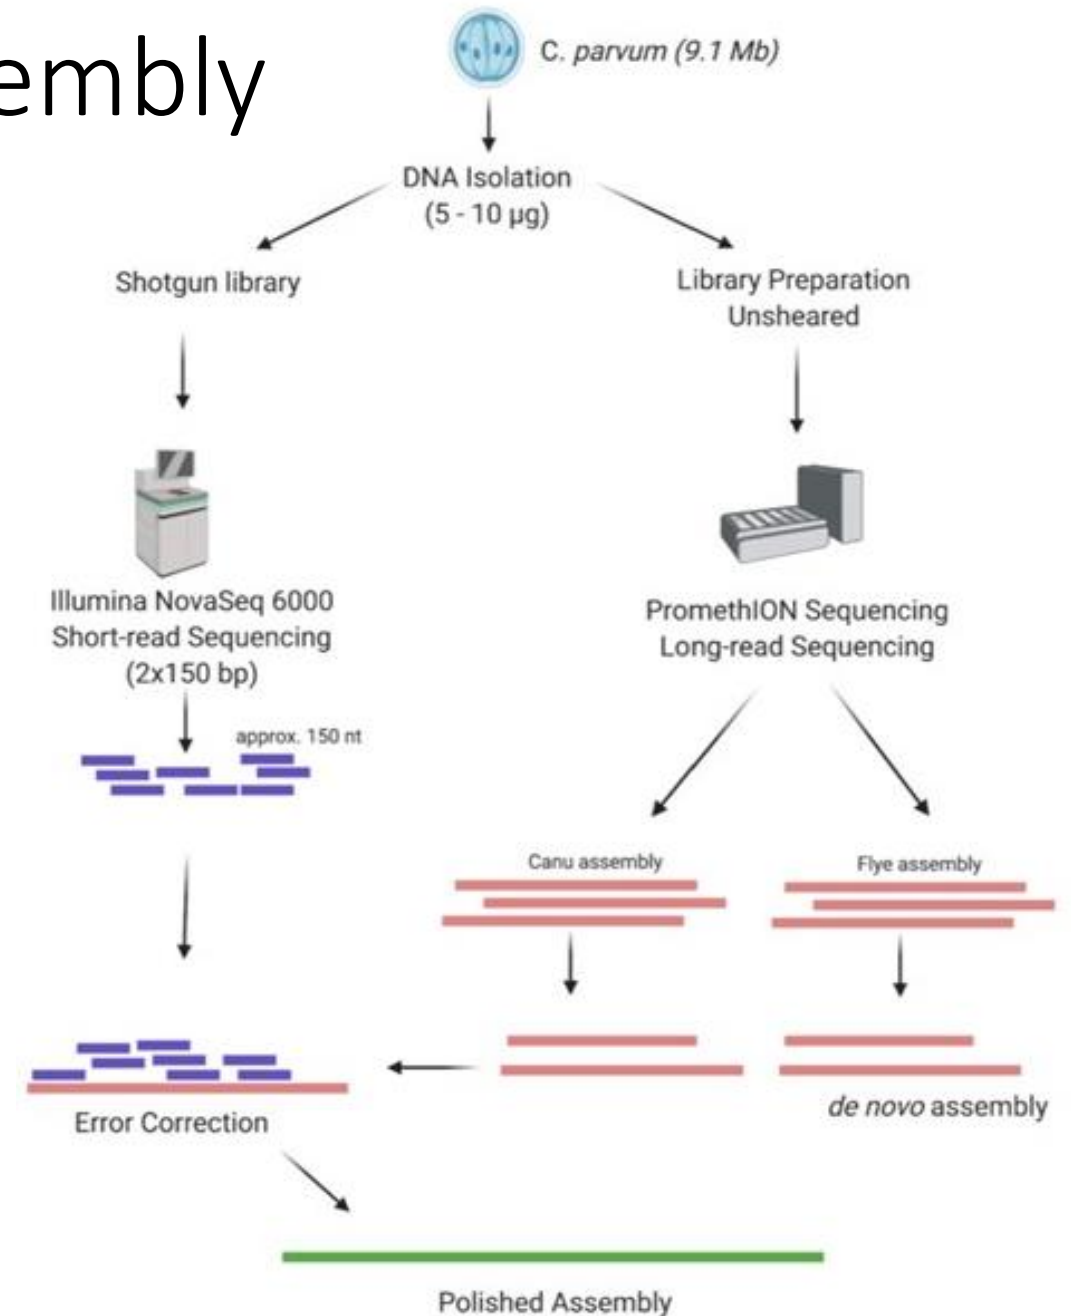 embly
C. parvum (9.1 Mb)
DNA Isolation
(5 - 10 µg)
Shotgun library
Library Preparation
Unsheared
Illumina NovaSeq 6000
Short-read Sequencing
(2x150 bp)
PromethION Sequencing
Long-read Sequencing
approx. 150 nt
Canu assembly
Flye assembly
de novo assembly
Error Correction
Polished Assembly